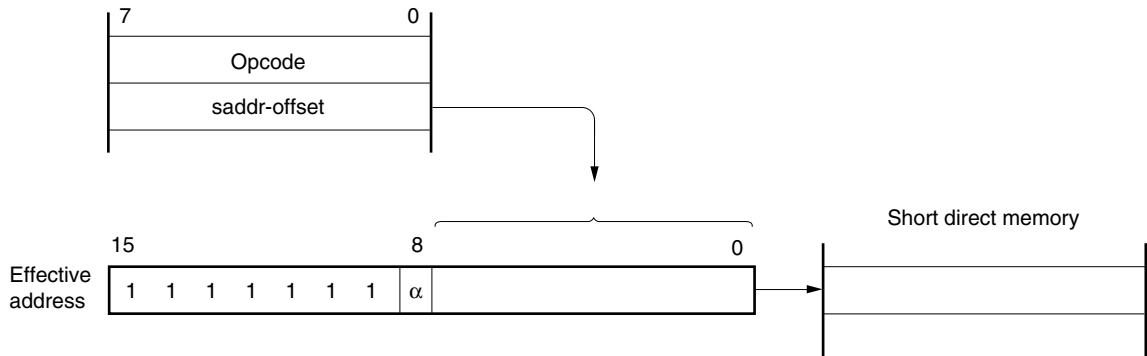 7 0
Opcode
saddr-offset
Short direct memory
15 8 0
Effective
address
1 1 1 1 1 1 1 α